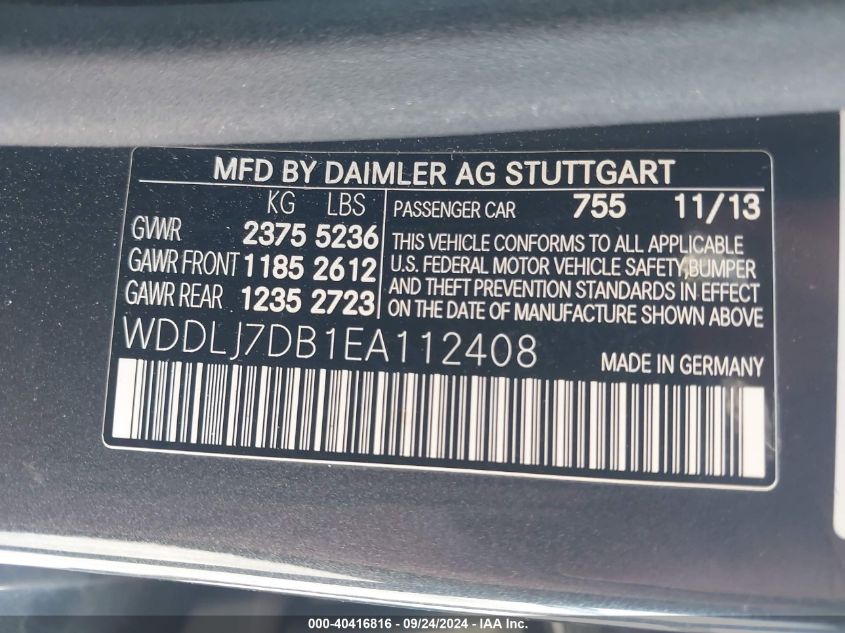 MFD BY DAIMLER AG STUTTGART
KG LBS
GVWR 2375 5236
GAWR FRONT 1185 2612
GAWR REAR 1235 2723
PASSENGER CAR 755 11/13
THIS VEHICLE CONFORMS TO ALL APPLICABLE
U.S. FEDERAL MOTOR VEHICLE SAFETY,BUMPER
AND THEFT PREVENTION STANDARDS IN EFFECT
ON THE DATE OF MANUFACTURE SHOWN ABOVE
WDDLJ7DB1EA112408
MADE IN GERMANY
000-40416816 - 09/24/2024 - IAA Inc.